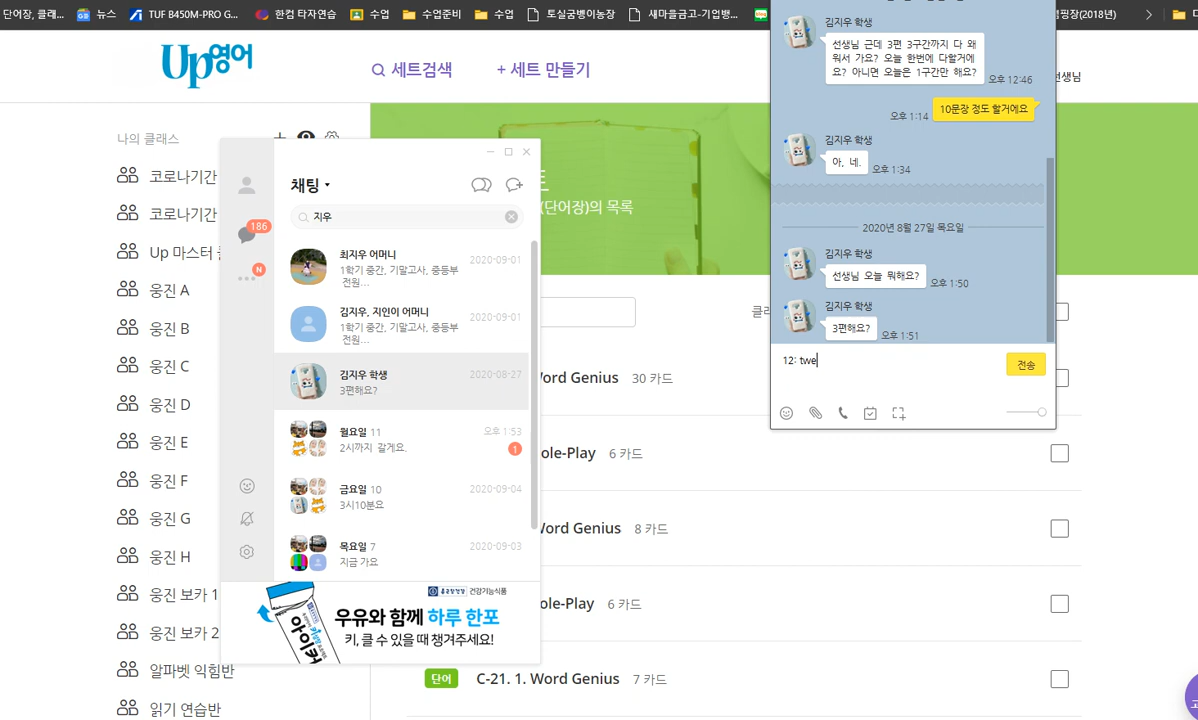 단어장, 클래...
뉴스
TUF B450M-PRO G...
한컴 타자연습
수업
수업준비
수업
토실굼벵이농장
새마을금고-기업뱅...
핑장(2018년)
Up영어
세트검색
+ 세트 만들기
선생님
나의 클래스
코로나기간
코로나기간
Up 마스터
웅진 A
웅진 B
웅진 C
웅진 D
웅진 E
웅진 F
웅진 G
웅진 H
웅진 보카 1
웅진 보카 2
알파벳 익힘반
읽기 연습반
(단어장)의 목록
Word Genius 30 카드
ole-Play 6 카드
Word Genius 8 카드
ole-Play 6 카드
단어 C-21. 1. Word Genius 7 카드
186
N
채팅
지우
최지우 어머니 2020-09-01
1학기 중간, 기말고사, 중등부
전원...
김지우, 지인이 어머니 2020-09-01
1학기 중간, 기말고사, 중등부
전원...
김지우 학생 2020-08-27
3편해요?
월요일 11 오후 1:53
2시까지 갈게요. 1
금요일 10 2020-09-04
3시10분요
목요일 7 2020-09-03
지금 가요
종근당건강 건강기능식품
우유와 함께 하루 한포
키, 클 수 있을 때 챙겨주세요!
아이커
김지우 학생
선생님 근데 3편 3구간까지 다 왜
워서 가요? 오늘 한번에 다할거에
요? 아니면 오늘은 1구간만 해요?
오후 12:46
오후 1:14 10문장 정도 할거에요
김지우 학생
아, 네.
오후 1:34
2020년 8월 27일 목요일
김지우 학생
선생님 오늘 뭐해요?
오후 1:50
김지우 학생
3편해요?
오후 1:51
12: twe
전송